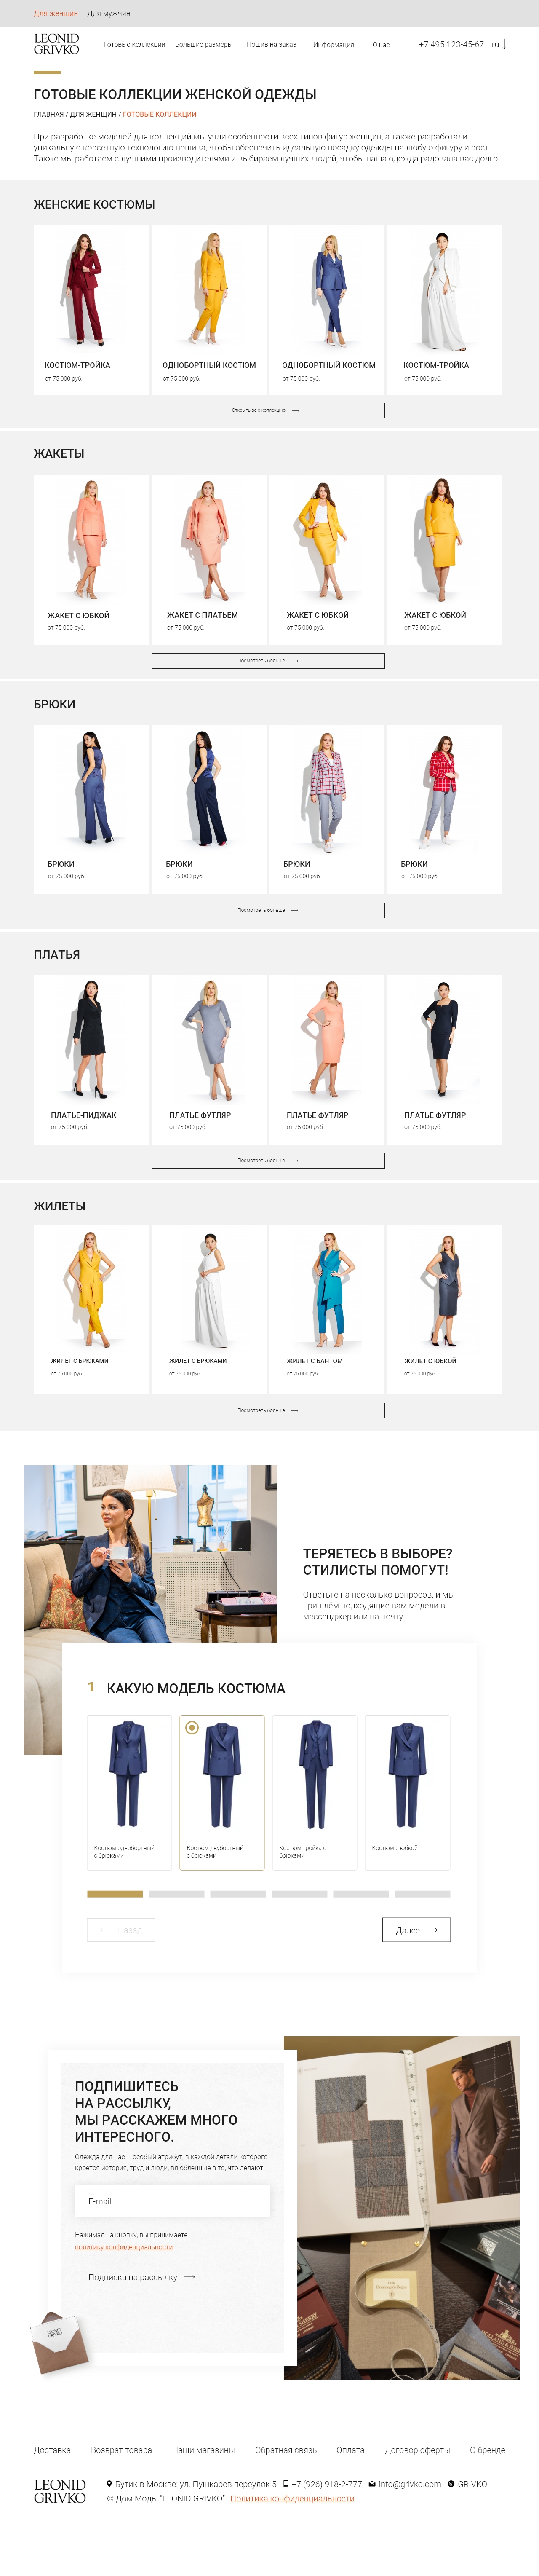 Для женщин Для мужчин
LEONID
GRIVKO
Готовые коллекции Большие размеры Пошив на заказ Информация О нас +7 495 123-45-67 ru
ГОТОВЫЕ КОЛЛЕКЦИИ ЖЕНСКОЙ ОДЕЖДЫ
ГЛАВНАЯ / ДЛЯ ЖЕНЩИН / ГОТОВЫЕ КОЛЛЕКЦИИ
При разработке моделей для коллекций мы учли особенности всех типов фигур женщин, а также разработали
уникальную корсетную технологию пошива, чтобы обеспечить идеальную посадку одежды на любую фигуру и рост.
Также мы работаем с лучшими производителями и выбираем лучших людей, чтобы наша одежда радовала вас долго
ЖЕНСКИЕ КОСТЮМЫ
КОСТЮМ-ТРОЙКА ОДНОБОРТНЫЙ КОСТЮМ ОДНОБОРТНЫЙ КОСТЮМ КОСТЮМ-ТРОЙКА
от 75 000 руб. от 75 000 руб. от 75 000 руб. от 75 000 руб.
Открыть всю коллекцию
ЖАКЕТЫ
ЖАКЕТ С ЮБКОЙ ЖАКЕТ С ПЛАТЬЕМ ЖАКЕТ С ЮБКОЙ ЖАКЕТ С ЮБКОЙ
от 75 000 руб. от 75 000 руб. от 75 000 руб. от 75 000 руб.
Посмотреть больше
БРЮКИ
БРЮКИ БРЮКИ БРЮКИ БРЮКИ
от 75 000 руб. от 75 000 руб. от 75 000 руб. от 75 000 руб.
Посмотреть больше
ПЛАТЬЯ
ПЛАТЬЕ-ПИДЖАК ПЛАТЬЕ ФУТЛЯР ПЛАТЬЕ ФУТЛЯР ПЛАТЬЕ ФУТЛЯР
от 75 000 руб. от 75 000 руб. от 75 000 руб. от 75 000 руб.
Посмотреть больше
ЖИЛЕТЫ
ЖИЛЕТ С БРЮКАМИ ЖИЛЕТ С БРЮКАМИ ЖИЛЕТ С БАНТОМ ЖИЛЕТ С ЮБКОЙ
от 75 000 руб. от 75 000 руб. от 75 000 руб. от 75 000 руб.
Посмотреть больше
ТЕРЯЕТЕСЬ В ВЫБОРЕ?
СТИЛИСТЫ ПОМОГУТ!
Ответьте на несколько вопросов, и мы
пришлём подходящие вам модели в
мессенджер или на почту.
1 КАКУЮ МОДЕЛЬ КОСТЮМА
Костюм однобортный Костюм двубортный Костюм тройка с Костюм с юбкой
с брюками с брюками брюками
Назад Далее
ПОДПИШИТЕСЬ
НА РАССЫЛКУ,
МЫ РАССКАЖЕМ МНОГО
ИНТЕРЕСНОГО.
Одежда для нас – особый атрибут, в каждой детали которого
кроется история, труд и люди, влюбленные в то, что делают.
E-mail
Нажимая на кнопку, вы принимаете
политику конфиденциальности
Подписка на рассылку
LEONID
GRIVKO
Доставка Возврат товара Наши магазины Обратная связь Оплата Договор оферты О бренде
LEONID
GRIVKO
Бутик в Москве: ул. Пушкарев переулок 5 +7 (926) 918-2-777 info@grivko.com GRIVKO
© Дом Моды "LEONID GRIVKO" Политика конфиденциальности